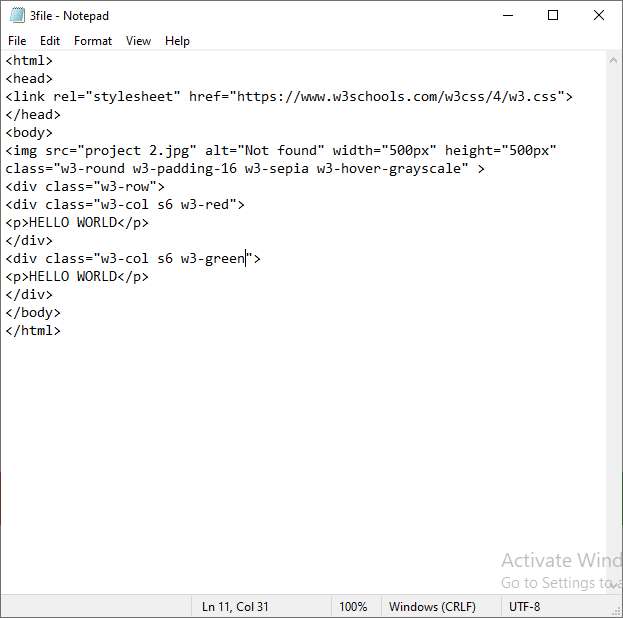 3file - Notepad
File Edit Format View Help
<html>
<head>
<link rel="stylesheet" href="https://www.w3schools.com/w3css/4/w3.css">
</head>
<body>
<img src="project 2.jpg" alt="Not found" width="500px" height="500px"
class="w3-round w3-padding-16 w3-sepia w3-hover-grayscale" >
<div class="w3-row">
<div class="w3-col s6 w3-red">
<p>HELLO WORLD</p>
</div>
<div class="w3-col s6 w3-green">
<p>HELLO WORLD</p>
</div>
</body>
</html>
Activate Wind
Go to Settings to a
Ln 11, Col 31 100% Windows (CRLF) UTF-8